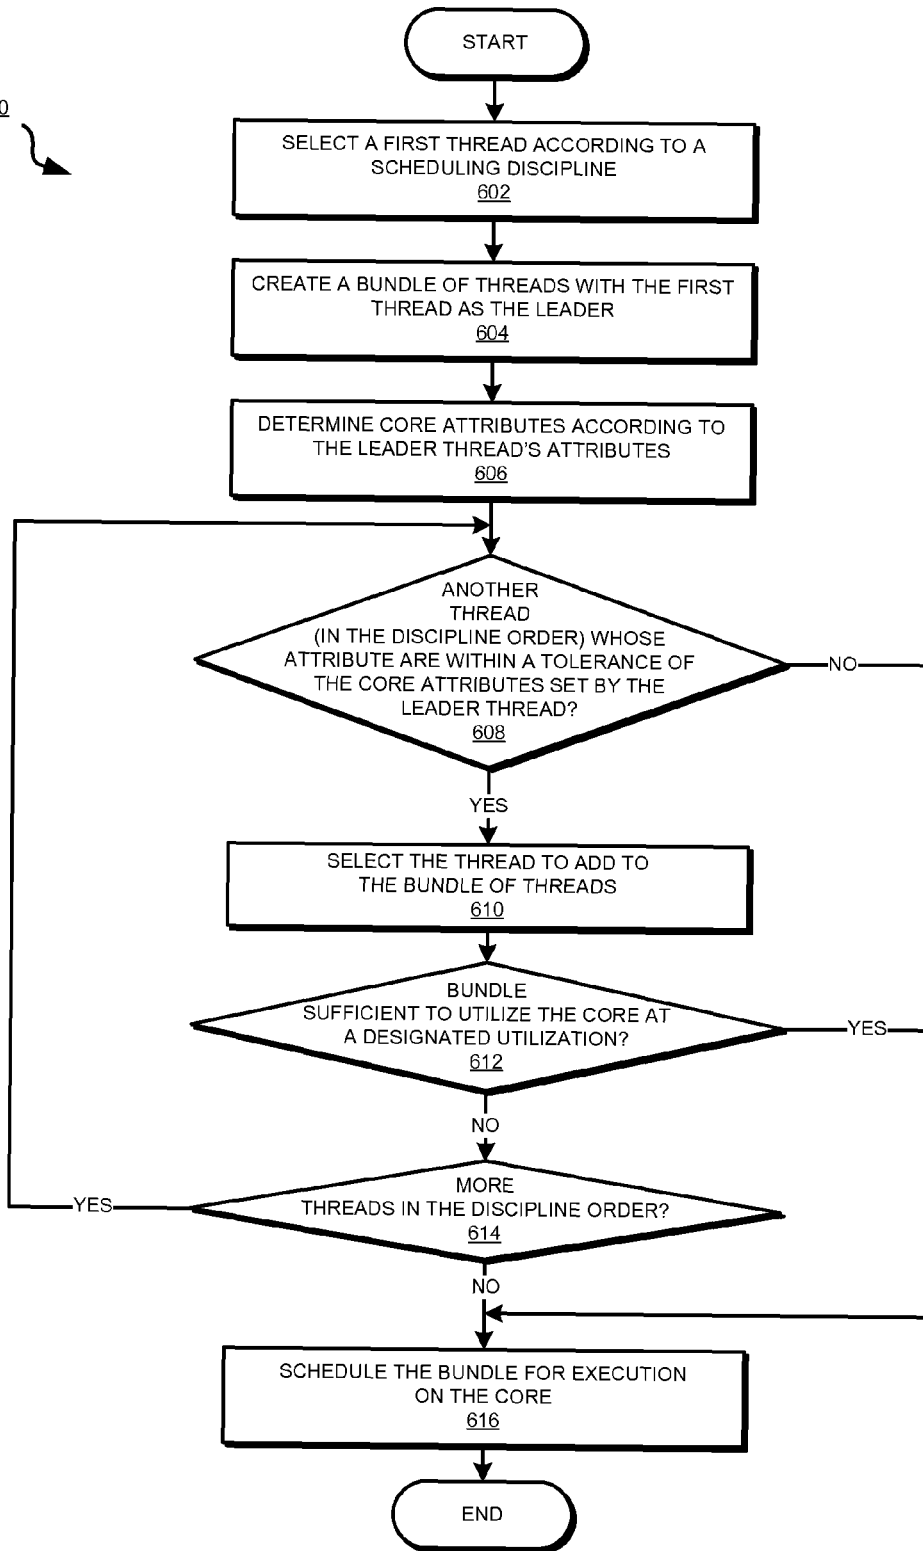 START
0
SELECT A FIRST THREAD ACCORDING TO A
SCHEDULING DISCIPLINE
602
CREATE A BUNDLE OF THREADS WITH THE FIRST
THREAD AS THE LEADER
604
DETERMINE CORE ATTRIBUTES ACCORDING TO
THE LEADER THREAD'S ATTRIBUTES
606
ANOTHER
THREAD
(IN THE DISCIPLINE ORDER) WHOSE
ATTRIBUTE ARE WITHIN A TOLERANCE OF
THE CORE ATTRIBUTES SET BY THE
LEADER THREAD?
608
NO
YES
SELECT THE THREAD TO ADD TO
THE BUNDLE OF THREADS
610
BUNDLE
SUFFICIENT TO UTILIZE THE CORE AT
A DESIGNATED UTILIZATION?
612
YES
NO
MORE
THREADS IN THE DISCIPLINE ORDER?
614
YES
NO
SCHEDULE THE BUNDLE FOR EXECUTION
ON THE CORE
616
END